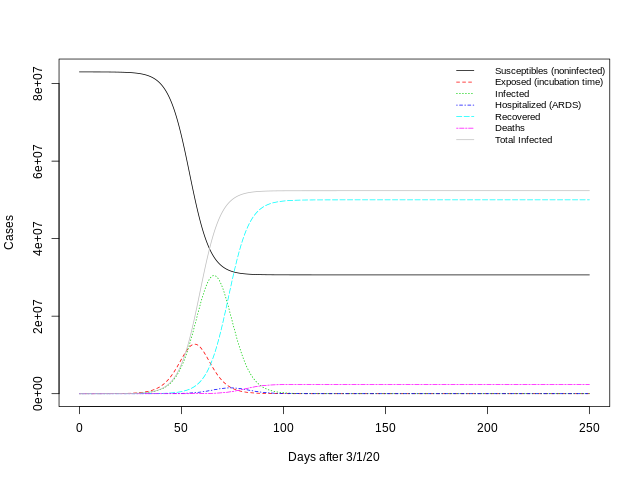 Susceptibles (noninfected)
Exposed (incubation time)
Infected
Hospitalized (ARDS)
Recovered
Deaths
Total Infected
8e+07
6e+07
4e+07
2e+07
0e+00
Cases
0 50 100 150 200 250
Days after 3/1/20